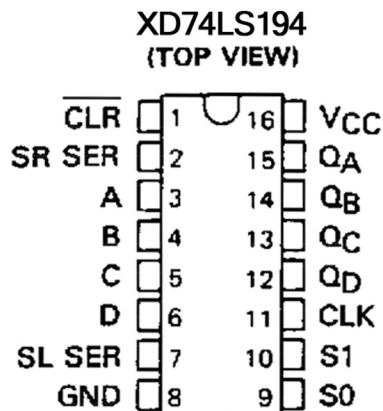 XD74LS194
(TOP VIEW)
CLR 1 16 VCC
SR SER 2 15 QA
A 3 14 QB
B 4 13 QC
C 5 12 QD
D 6 11 CLK
SL SER 7 10 S1
GND 8 9 S0